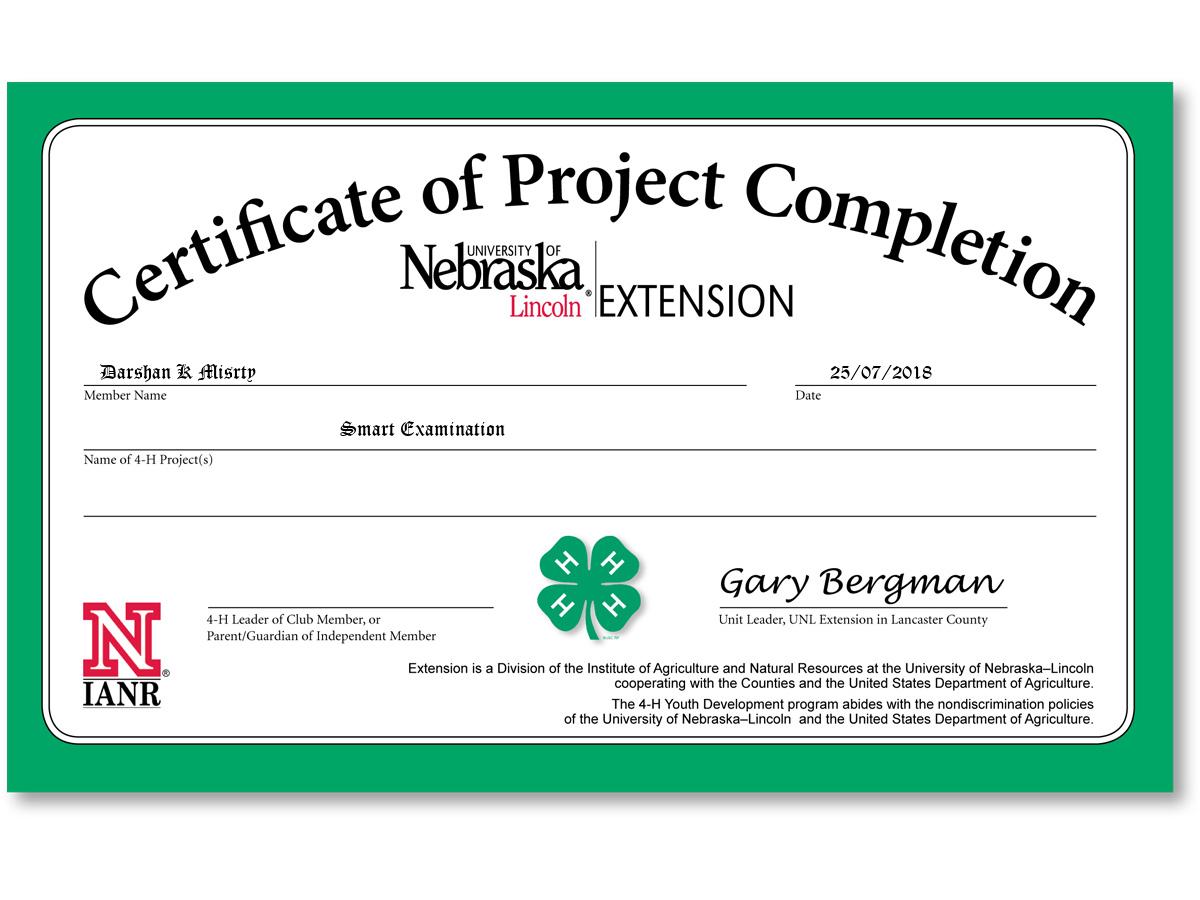 Certificate of Project Completion
UNIVERSITY OF
Nebraska®
Lincoln
EXTENSION
Darshan K Misrty
25/07/2018
Member Name
Date
Smart Examination
Name of 4-H Project(s)
H H
H H
Gary Bergman
4-H Leader of Club Member, or
Parent/Guardian of Independent Member
Unit Leader, UNL Extension in Lancaster County
N®
IANR
Extension is a Division of the Institute of Agriculture and Natural Resources at the University of Nebraska–Lincoln
cooperating with the Counties and the United States Department of Agriculture.
The 4-H Youth Development program abides with the nondiscrimination policies
of the University of Nebraska–Lincoln and the United States Department of Agriculture.